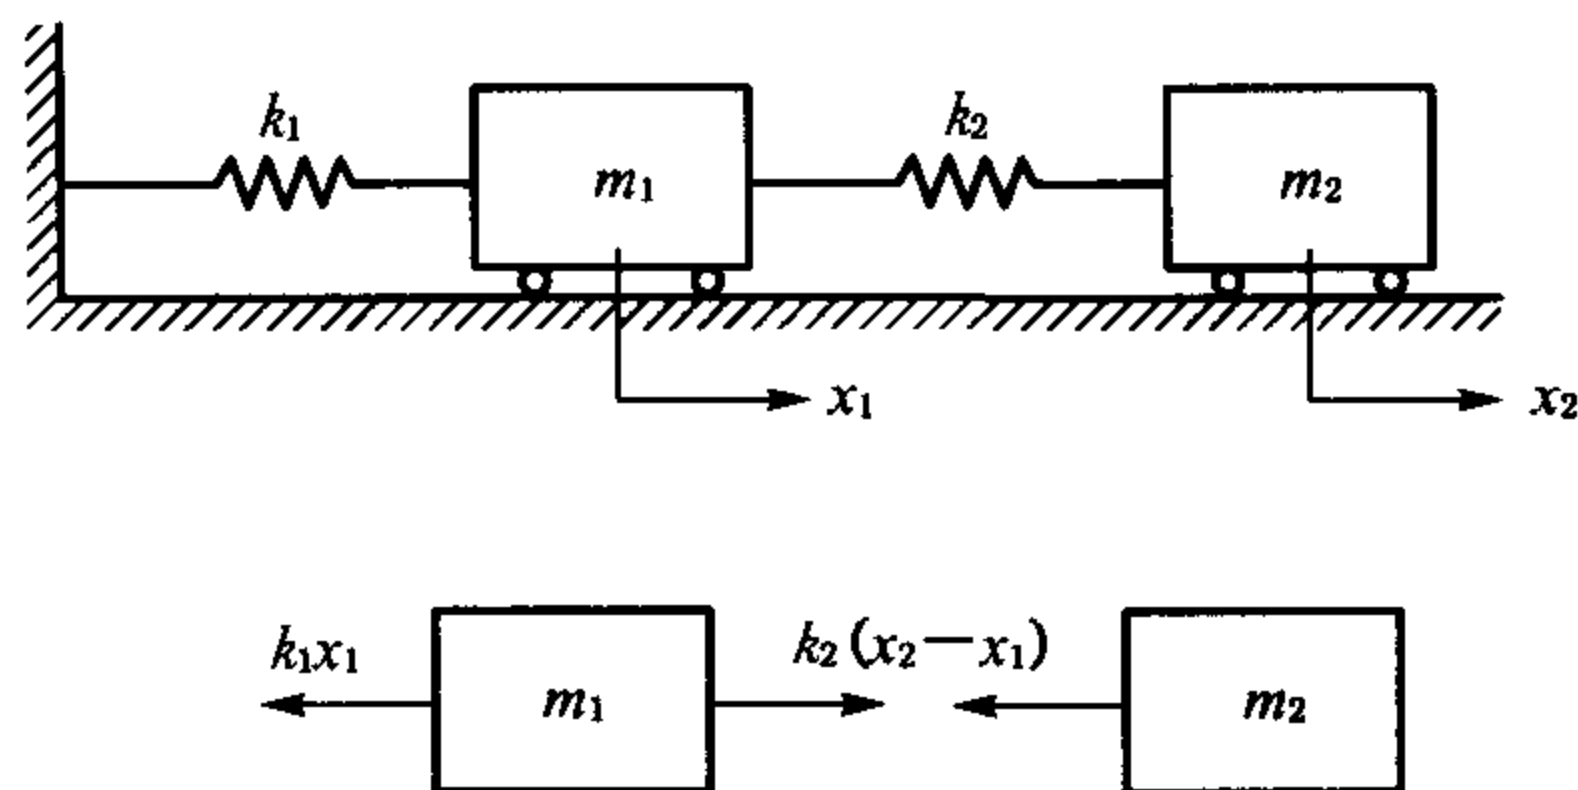 k₁ k₂
m₁ m₂
x₁ x₂
k₁x₁ k₂(x₂−x₁)
m₁ m₂